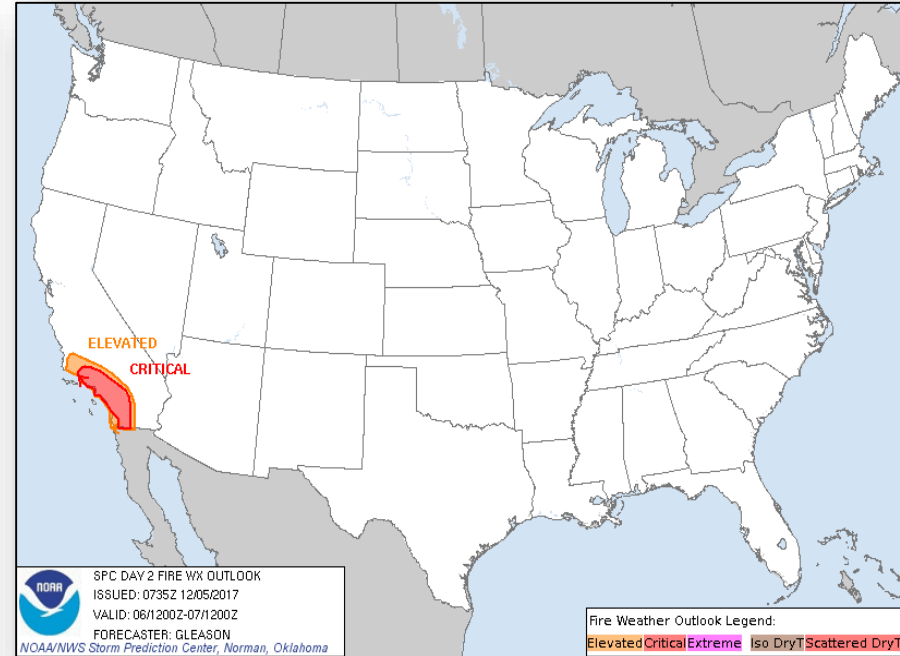 ELEVATED
CRITICAL
NOAA
SPC DAY 2 FIRE WX OUTLOOK
ISSUED: 0735Z 12/05/2017
VALID: 06/1200Z-07/1200Z
FORECASTER: GLEASON
NOAA/NWS Storm Prediction Center, Norman, Oklahoma
Fire Weather Outlook Legend:
Elevated Critical Extreme Iso DryT Scattered DryT